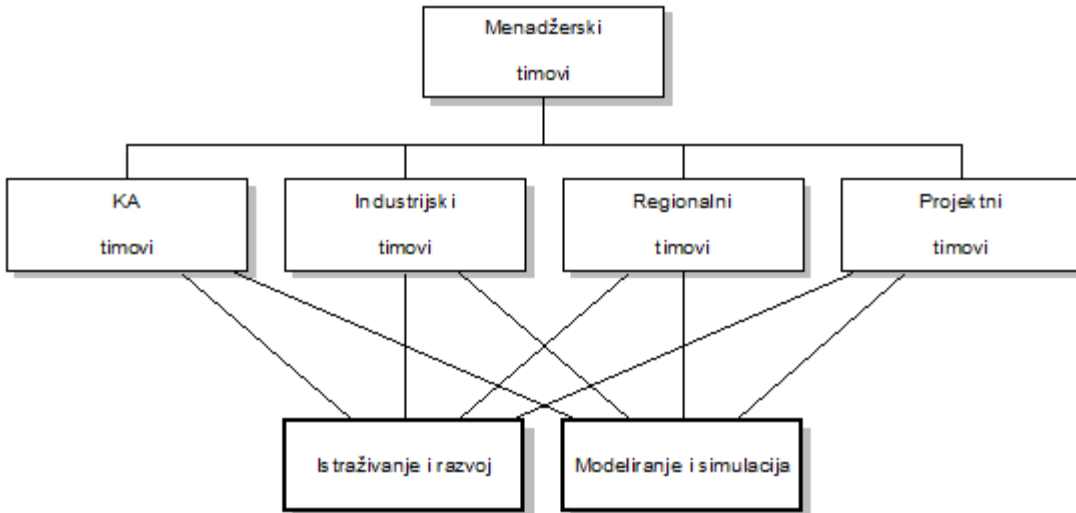 Menadžerski
timovi
KA
timovi
Industrijski
timovi
Regionalni
timovi
Projektni
timovi
Istraživanje i razvoj
Modeliranje i simulacija